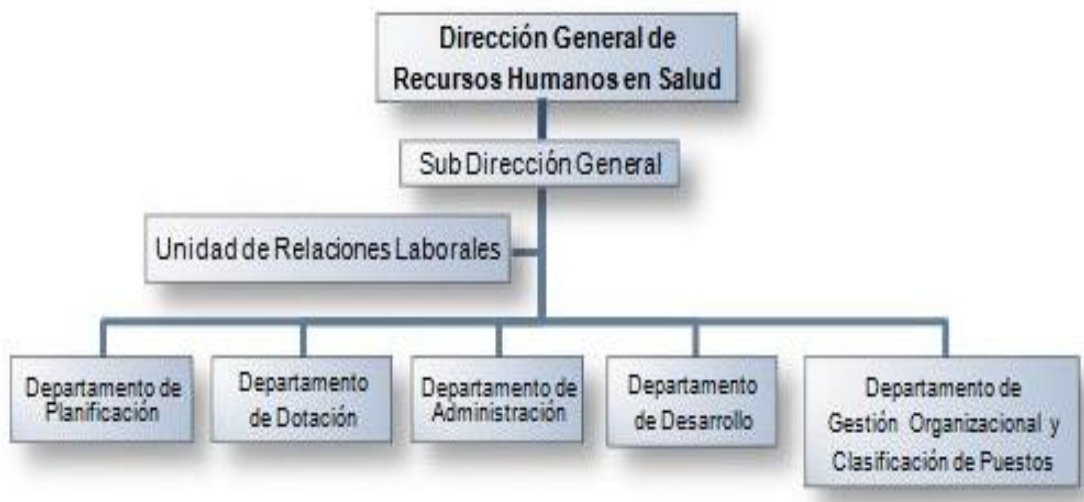 Dirección General de
Recursos Humanos en Salud
Sub Dirección General
Unidad de Relaciones Laborales
Departamento de
Planificación
Departamento
de Dotación
Departamento de
Administración
Departamento
de Desarrollo
Departamento de
Gestión Organizacional y
Clasificación de Puestos